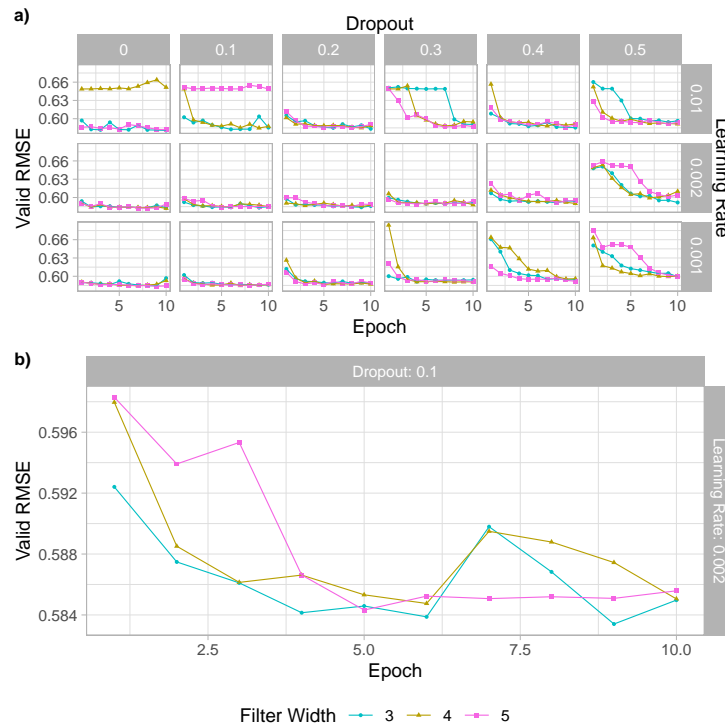 a)
Dropout
0 0.1 0.2 0.3 0.4 0.5
0.66
0.63
0.60
0.01
0.66
0.63
0.60
0.002
0.66
0.63
0.60
0.001
Valid RMSE
Learning Rate
5 10 5 10 5 10 5 10 5 10 5 10
Epoch
b)
Dropout: 0.1
0.596
0.592
0.588
0.584
Valid RMSE
Learning Rate: 0.002
2.5 5.0 7.5 10.0
Epoch
Filter Width 3 4 5